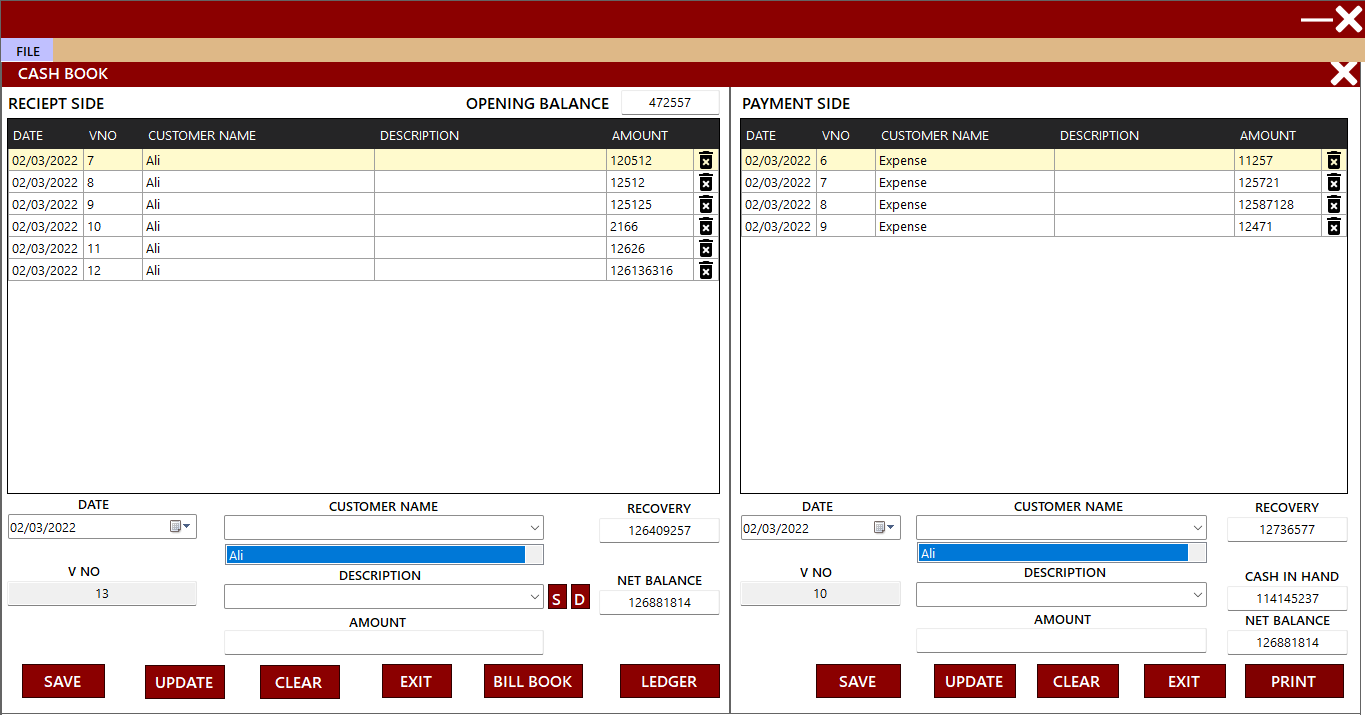 FILE
CASH BOOK
RECIEPT SIDE OPENING BALANCE 472557
DATE VNO CUSTOMER NAME DESCRIPTION AMOUNT
02/03/2022 7 Ali 120512
02/03/2022 8 Ali 12512
02/03/2022 9 Ali 125125
02/03/2022 10 Ali 2166
02/03/2022 11 Ali 12626
02/03/2022 12 Ali 126136316
DATE CUSTOMER NAME RECOVERY
02/03/2022 126409257
Ali
V NO DESCRIPTION NET BALANCE
13 S D 126881814
AMOUNT
SAVE UPDATE CLEAR EXIT BILL BOOK LEDGER
PAYMENT SIDE
DATE VNO CUSTOMER NAME DESCRIPTION AMOUNT
02/03/2022 6 Expense 11257
02/03/2022 7 Expense 125721
02/03/2022 8 Expense 12587128
02/03/2022 9 Expense 12471
DATE CUSTOMER NAME RECOVERY
02/03/2022 12736577
Ali
V NO DESCRIPTION CASH IN HAND
10 114145237
AMOUNT NET BALANCE
126881814
SAVE UPDATE CLEAR EXIT PRINT